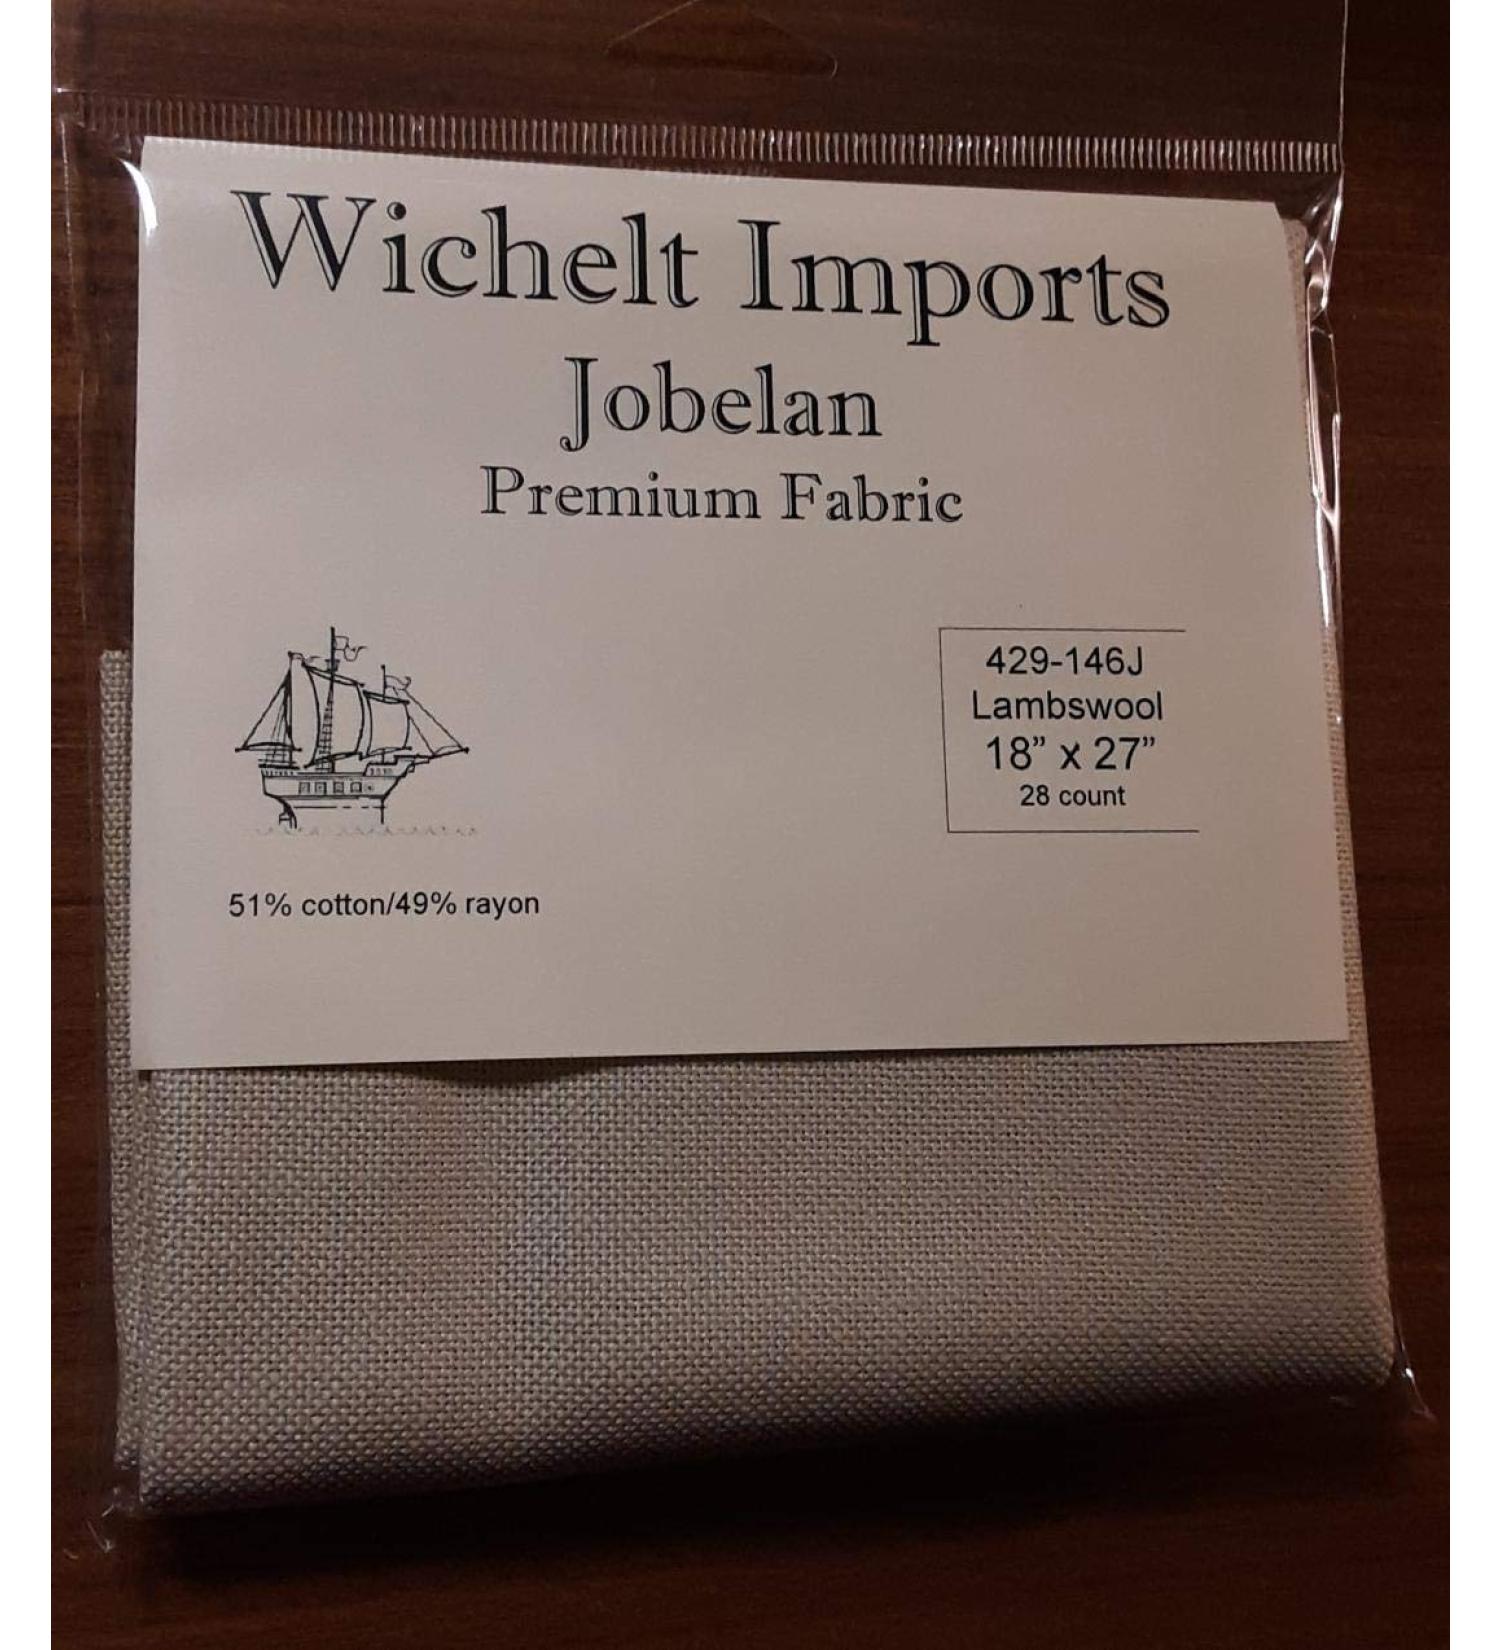 Wichelt Imports
Jobelan
Premium Fabric
429-146J
Lambswool
18” x 27”
28 count
51% cotton/49% rayon